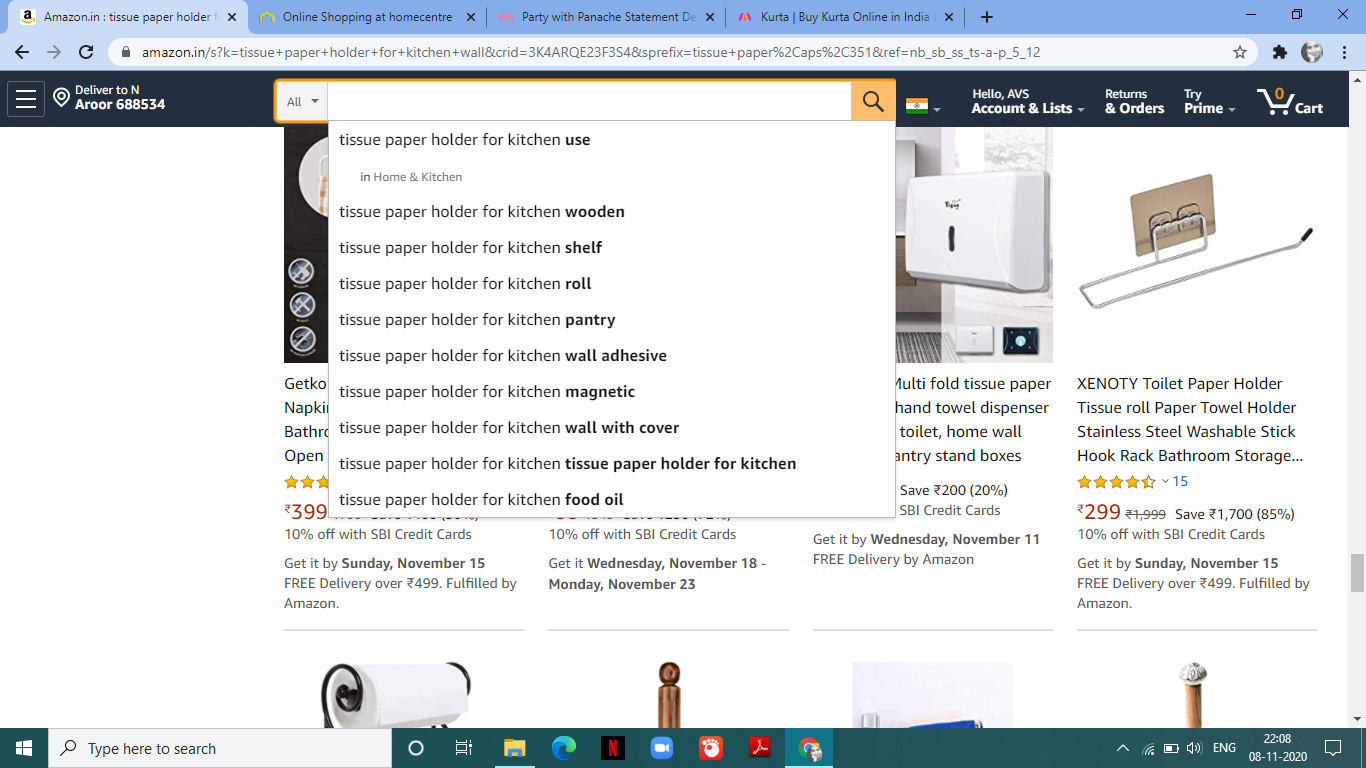 Amazon.in : tissue paper holder f
Online Shopping at homecentre
Party with Panache Statement De
Kurta | Buy Kurta Online in India a
amazon.in/s?k=tissue+paper+holder+for+kitchen+wall&crid=3K4ARQE23F3S4&sprefix=tissue+paper%2Caps%2C351&ref=nb_sb_ss_ts-a-p_5_12
Deliver to N
Aroor 688534
All
Hello, AVS
Account & Lists
Returns
& Orders
Try
Prime
0
Cart
tissue paper holder for kitchen use
in Home & Kitchen
tissue paper holder for kitchen wooden
tissue paper holder for kitchen shelf
tissue paper holder for kitchen roll
tissue paper holder for kitchen pantry
tissue paper holder for kitchen wall adhesive
tissue paper holder for kitchen magnetic
tissue paper holder for kitchen wall with cover
tissue paper holder for kitchen tissue paper holder for kitchen
tissue paper holder for kitchen food oil
Getko
Napki
Bathro
Open
₹399
10% off with SBI Credit Cards
Get it by Sunday, November 15
FREE Delivery over ₹499. Fulfilled by
Amazon.
10% off with SBI Credit Cards
Get it Wednesday, November 18 -
Monday, November 23
Multi fold tissue paper
hand towel dispenser
toilet, home wall
antry stand boxes
Save ₹200 (20%)
SBI Credit Cards
Get it by Wednesday, November 11
FREE Delivery by Amazon
XENOTY Toilet Paper Holder
Tissue roll Paper Towel Holder
Stainless Steel Washable Stick
Hook Rack Bathroom Storage...
15
₹299 ₹1,999 Save ₹1,700 (85%)
10% off with SBI Credit Cards
Get it by Sunday, November 15
FREE Delivery over ₹499. Fulfilled by
Amazon.
Type here to search
ENG
22:08
08-11-2020